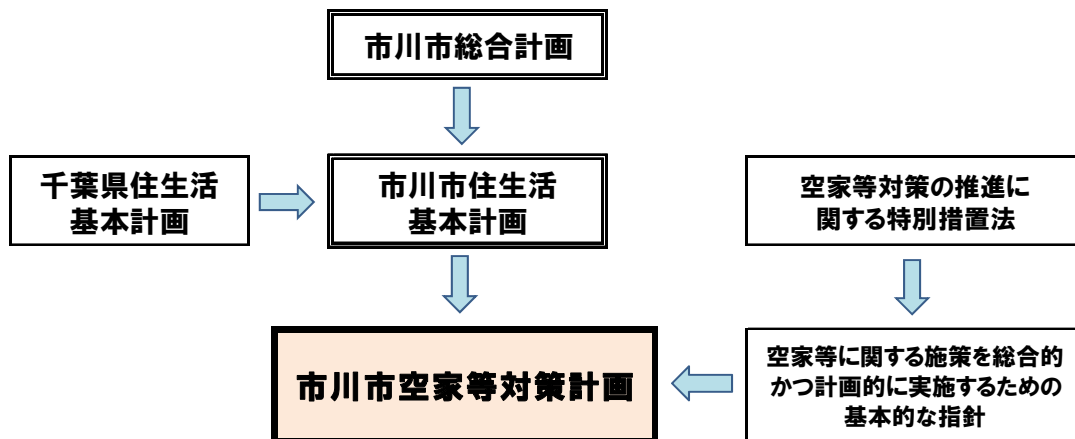 市川市総合計画
千葉県住生活
基本計画
市川市住生活
基本計画
空家等対策の推進に
関する特別措置法
市川市空家等対策計画
空家等に関する施策を総合的
かつ計画的に実施するための
基本的な指針